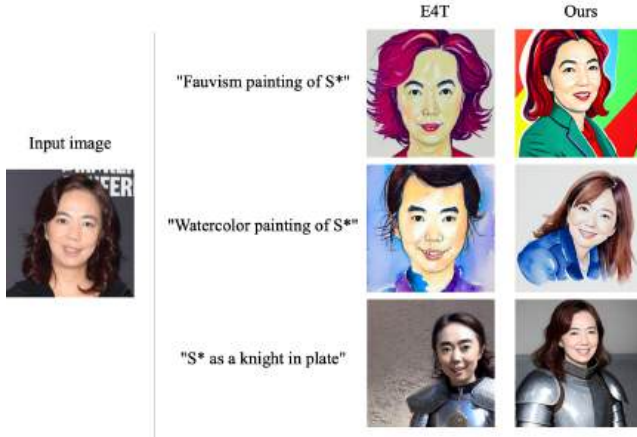 E4T Ours
"Fauvism painting of S*"
Input image
"Watercolor painting of S*"
"S* as a knight in plate"